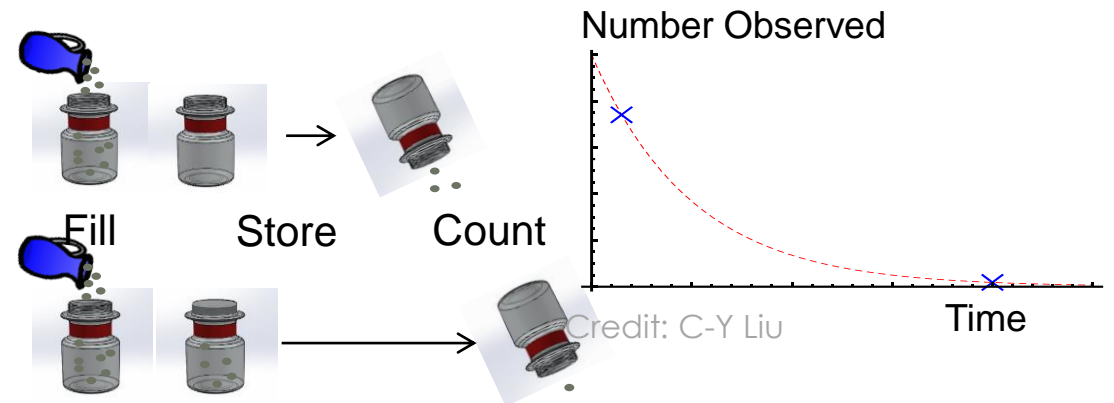 Number Observed
Fill
Store
Count
Time
Credit: C-Y Liu